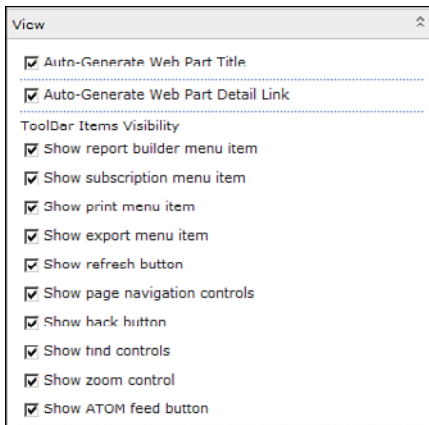 View
Auto-Generate Web Part Title
Auto-Generate Web Part Detail Link
ToolBar Items Visibility
Show report builder menu item
Show subscription menu item
Show print menu item
Show export menu item
Show refresh button
Show page navigation controls
Show back button
Show find controls
Show zoom control
Show ATOM feed button